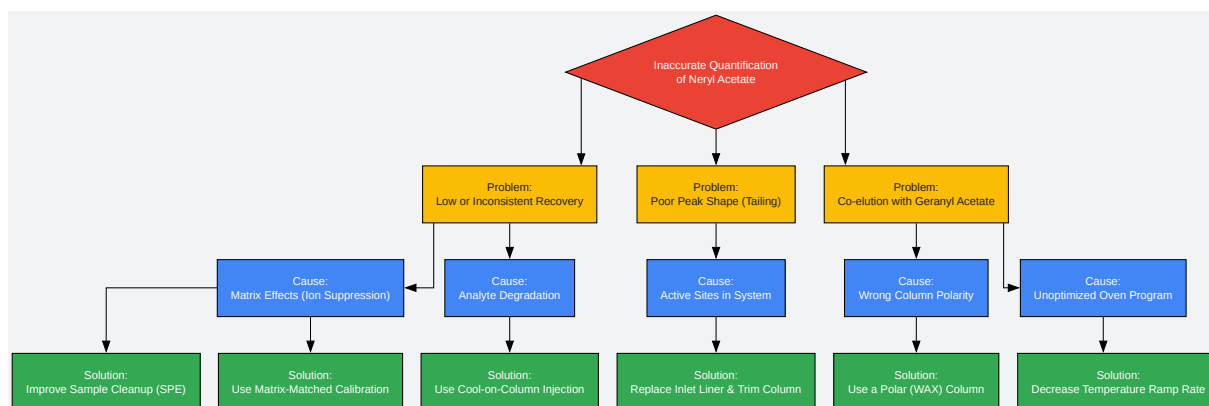 Inaccurate Quantification
of Neryl Acetate
Problem:
Low or Inconsistent Recovery
Problem:
Poor Peak Shape (Tailing)
Problem:
Co-elution with Geranyl Acetate
Cause:
Matrix Effects (Ion Suppression)
Cause:
Analyte Degradation
Cause:
Active Sites in System
Cause:
Wrong Column Polarity
Cause:
Unoptimized Oven Program
Solution:
Improve Sample Cleanup (SPE)
Solution:
Use Matrix-Matched Calibration
Solution:
Use Cool-on-Column Injection
Solution:
Replace Inlet Liner & Trim Column
Solution:
Use a Polar (WAX) Column
Solution:
Decrease Temperature Ramp Rate